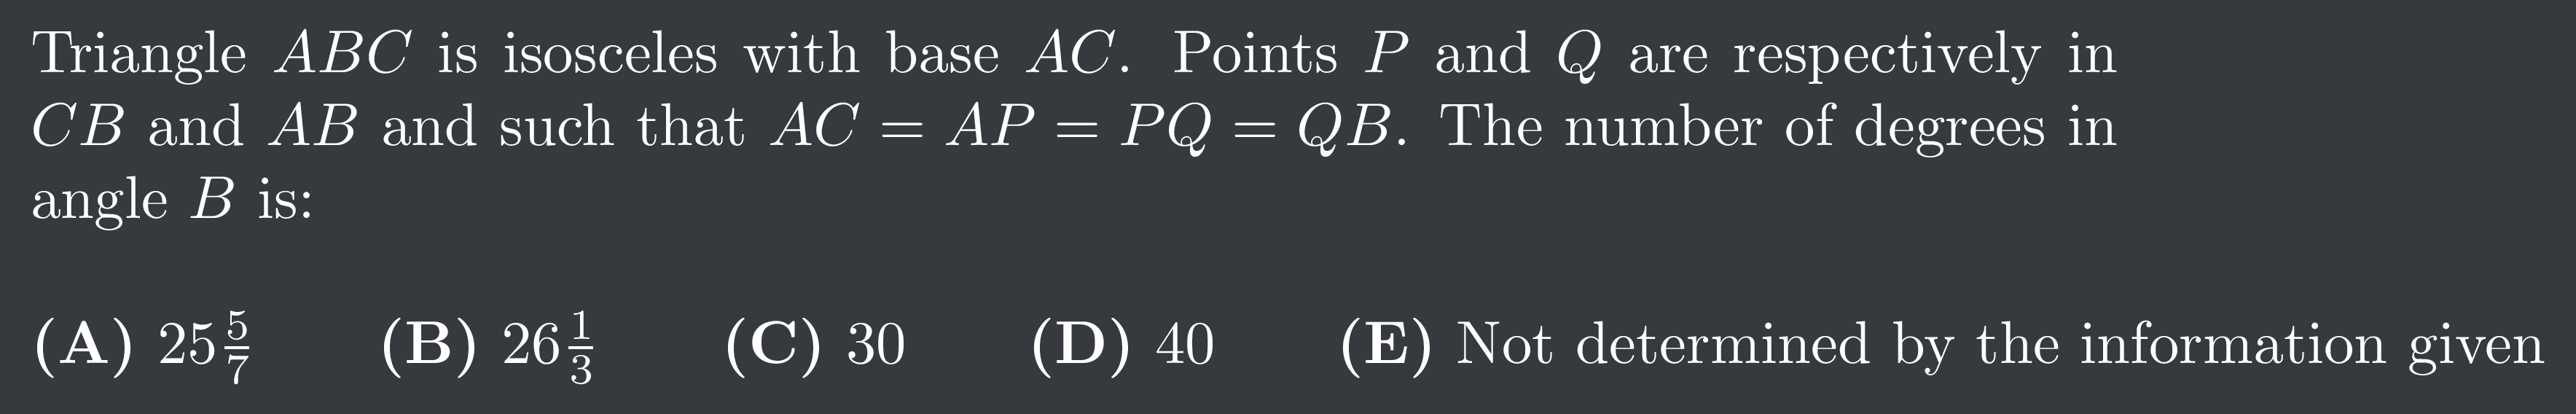 Triangle ABC is isosceles with base AC. Points P and Q are respectively in
CB and AB and such that AC = AP = PQ = QB. The number of degrees in
angle B is:
(A) 25 5/7 (B) 26 1/3 (C) 30 (D) 40 (E) Not determined by the information given